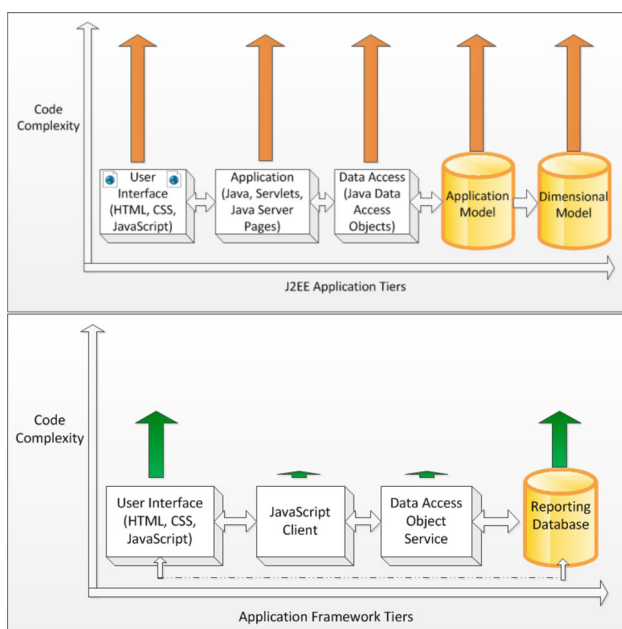 Code
Complexity
User
Interface
(HTML, CSS,
JavaScript)
Application
(Java, Servlets,
Java Server
Pages)
Data Access
(Java Data
Access
Objects)
Application
Model
Dimensional
Model
J2EE Application Tiers
Code
Complexity
User Interface
(HTML, CSS,
JavaScript)
JavaScript
Client
Data Access
Object
Service
Reporting
Database
Application Framework Tiers